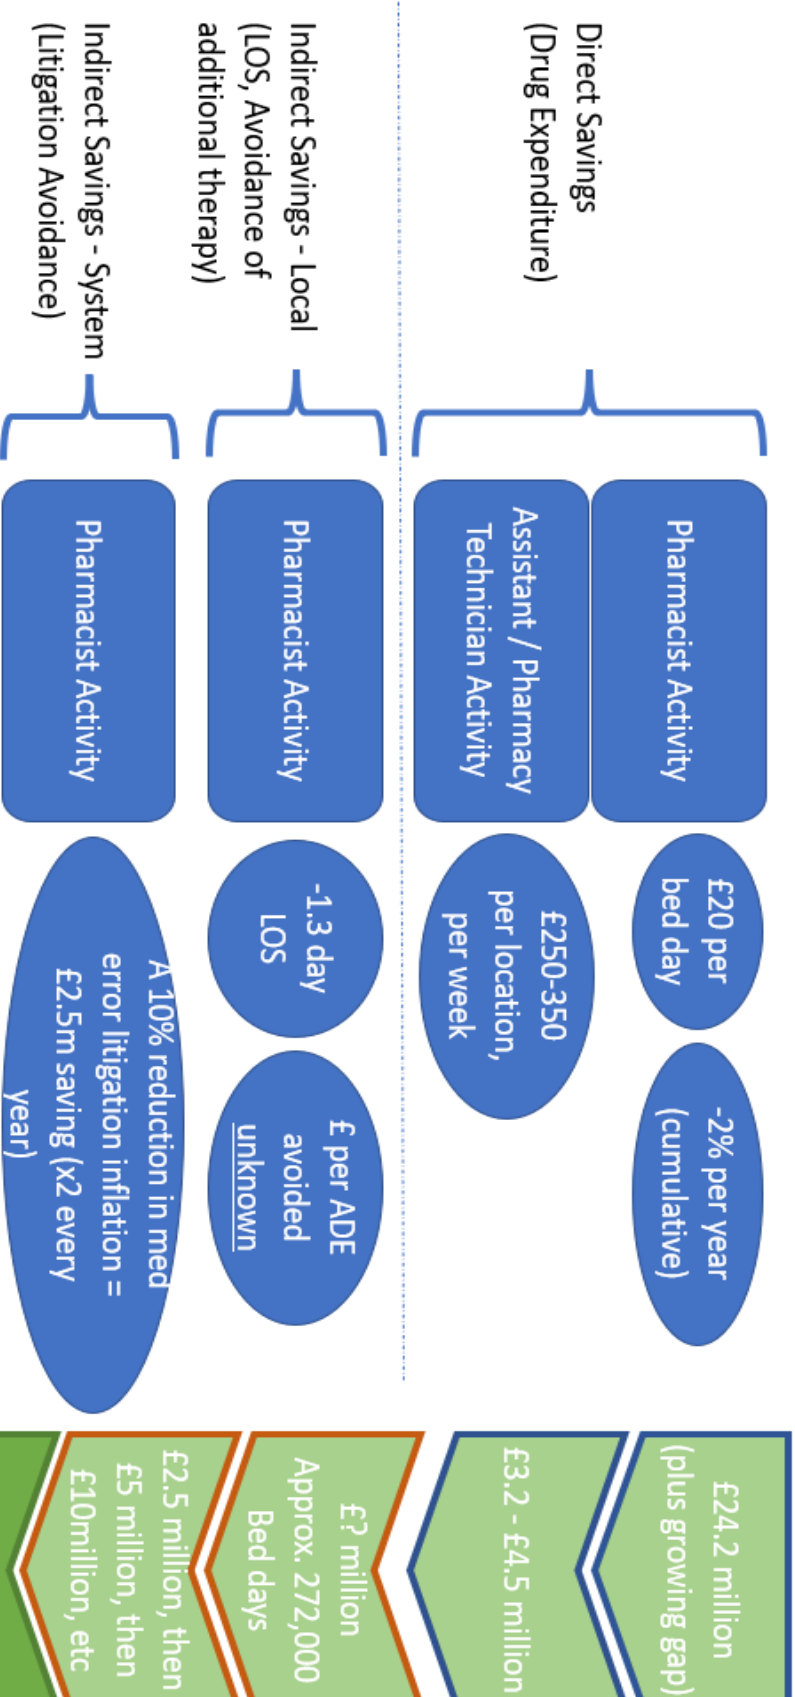 Direct Savings
(Drug Expenditure)
Pharmacist Activity
£20 per
bed day
-2% per year
(cumulative)
£24.2 million
(plus growing gap)
Assistant / Pharmacy
Technician Activity
£250-350
per location,
per week
£3.2 - £4.5 million
Indirect Savings - Local
(LOS, Avoidance of
additional therapy)
Pharmacist Activity
-1.3 day
LOS
£ per ADE
avoided
unknown
£? million
Approx. 272,000
Bed days
Indirect Savings - System
(Litigation Avoidance)
Pharmacist Activity
A 10% reduction in med
error litigation inflation =
£2.5m saving (x2 every
year)
£2.5 million, then
£5 million, then
£10million, etc